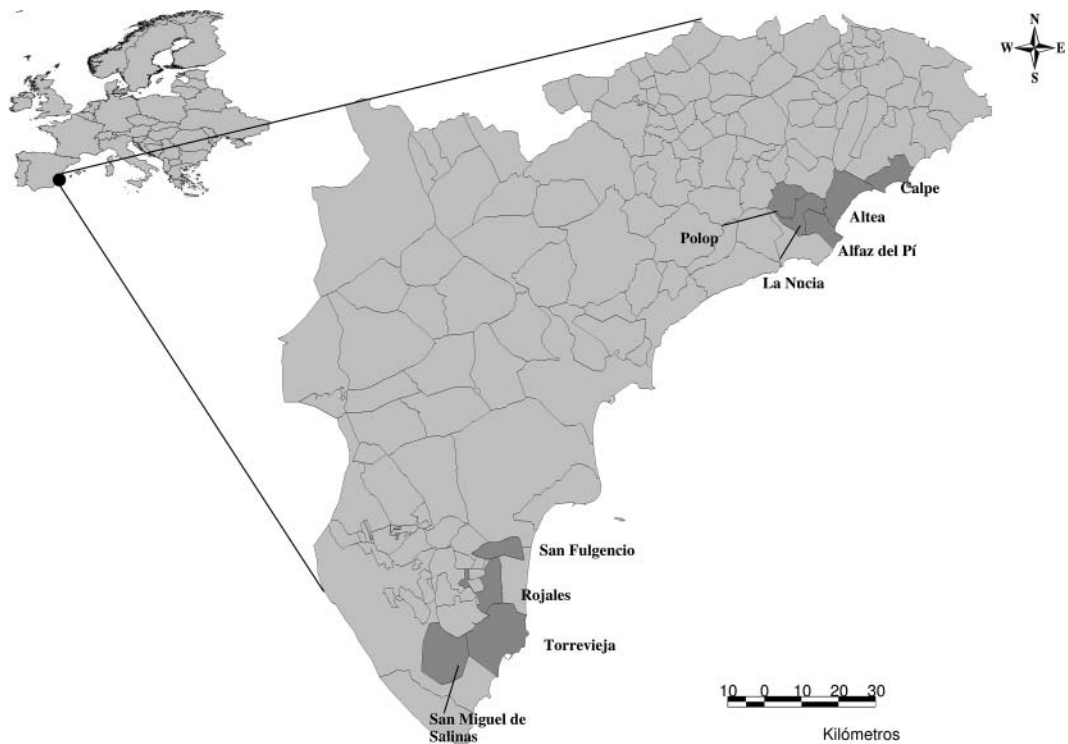 N
W E
S
Calpe
Altea
Polop
Alfaz del Pí
La Nucia
San Fulgencio
Rojales
Torrevieja
San Miguel de
Salinas
10 0 10 20 30
Kilómetros